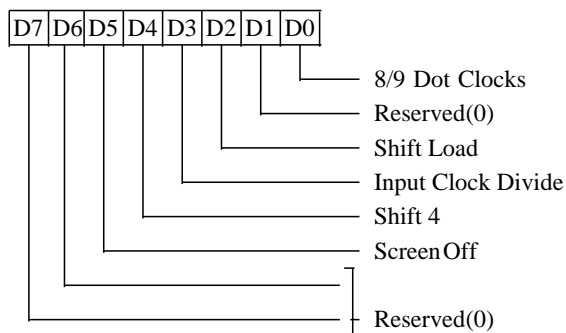 D7 D6 D5 D4 D3 D2 D1 D0
8/9 Dot Clocks
Reserved(0)
Shift Load
Input Clock Divide
Shift 4
Screen Off
Reserved(0)